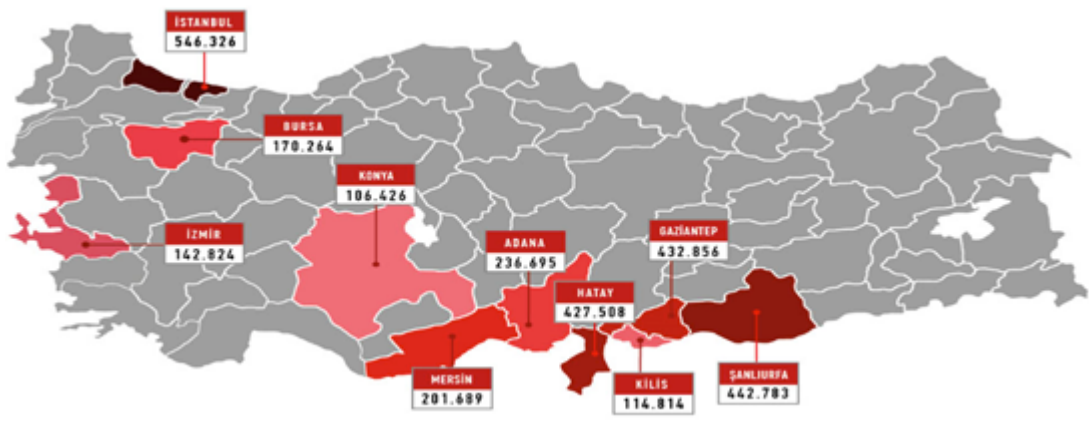 İSTANBUL
546.326
BURSA
170.264
KONYA
106.426
İZMİR
142.824
ADANA
236.695
GAZİANTEP
432.856
HATAY
427.508
MERSİN
201.689
KİLİS
114.814
ŞANLIURFA
442.783